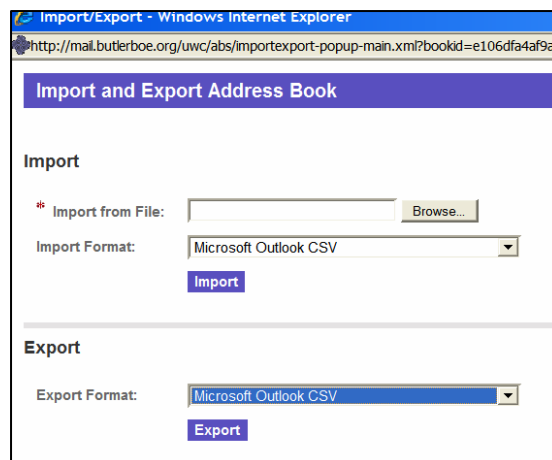 Import/Export - Windows Internet Explorer
http://mail.butlerboe.org/uwc/abs/importexport-popup-main.xml?bookid=e106dfa4af9a
Import and Export Address Book
Import
* Import from File: Browse...
Import Format: Microsoft Outlook CSV
Import
Export
Export Format: Microsoft Outlook CSV
Export